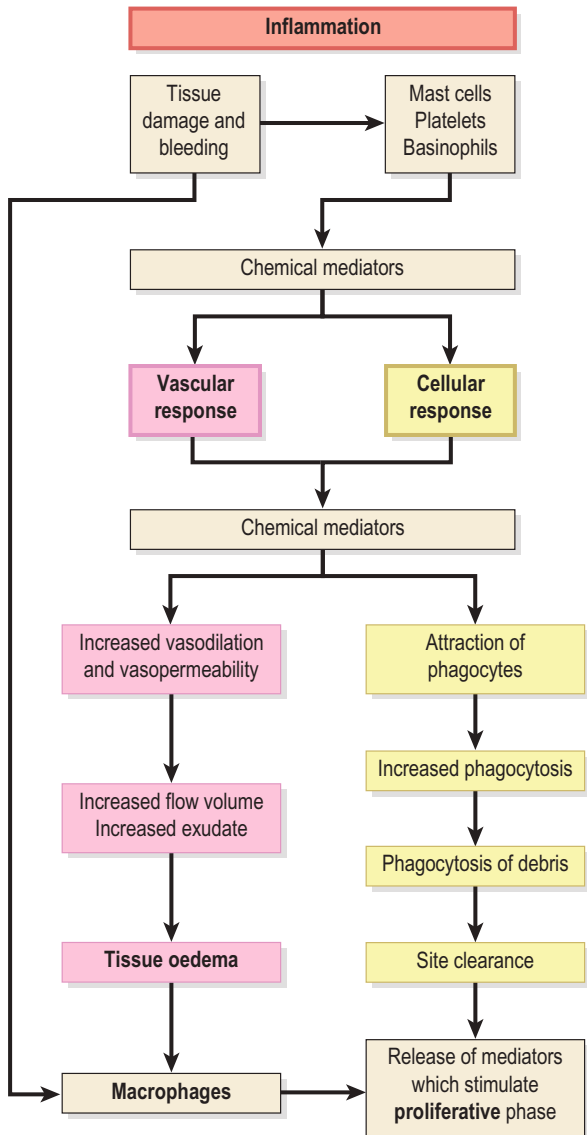 Inflammation
Tissue
damage and
bleeding
Mast cells
Platelets
Basinophils
Chemical mediators
Vascular
response
Cellular
response
Chemical mediators
Increased vasodilation
and vasopermeability
Attraction of
phagocytes
Increased phagocytosis
Increased flow volume
Increased exudate
Phagocytosis of debris
Tissue oedema
Site clearance
Macrophages
Release of mediators
which stimulate
proliferative phase